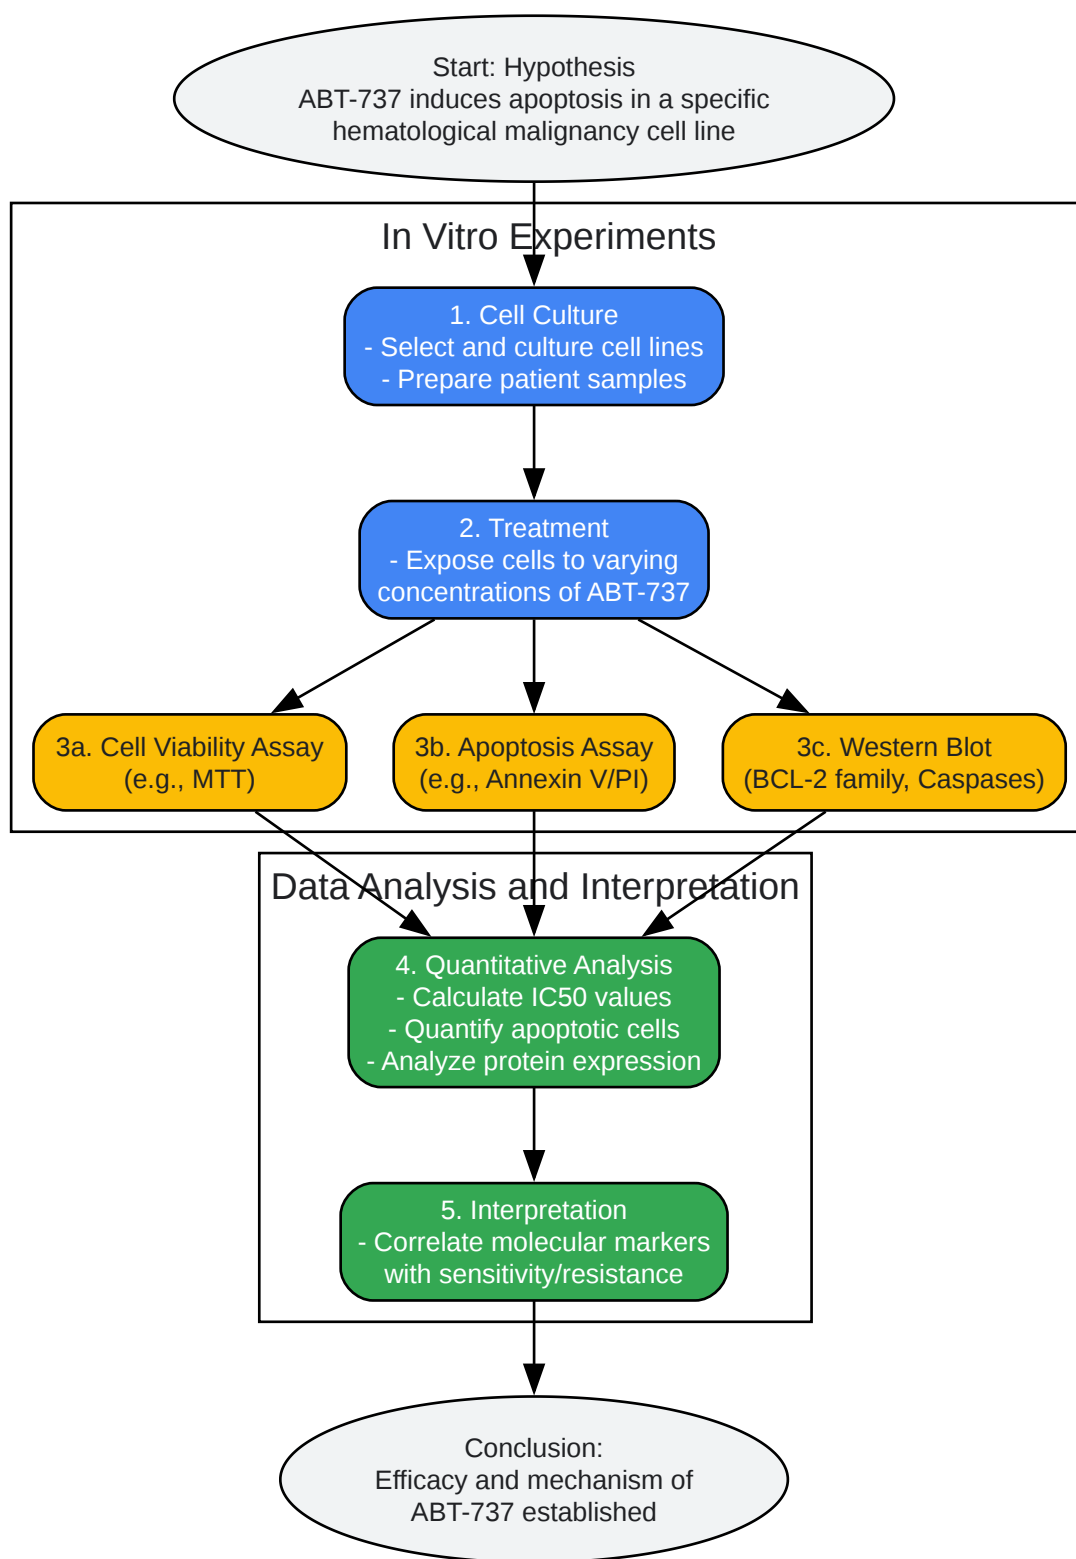 Start: Hypothesis
ABT-737 induces apoptosis in a specific
hematological malignancy cell line
In Vitro Experiments
1. Cell Culture
- Select and culture cell lines
- Prepare patient samples
2. Treatment
- Expose cells to varying
concentrations of ABT-737
3a. Cell Viability Assay
(e.g., MTT)
3b. Apoptosis Assay
(e.g., Annexin V/PI)
3c. Western Blot
(BCL-2 family, Caspases)
Data Analysis and Interpretation
4. Quantitative Analysis
- Calculate IC50 values
- Quantify apoptotic cells
- Analyze protein expression
5. Interpretation
- Correlate molecular markers
with sensitivity/resistance
Conclusion:
Efficacy and mechanism of
ABT-737 established